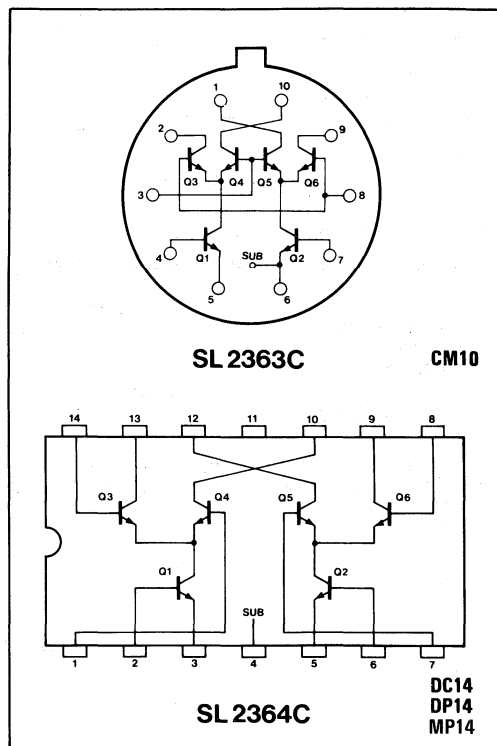 1 10
2 9
Q3 Q4 Q5 Q6
3 8
4 Q1 SUB Q2 7
5 6
SL2363C CM10
14 13 12 11 10 9 8
Q3 Q4 Q5 Q6
Q1 Q2
SUB
1 2 3 4 5 6 7
SL2364C
DC14
DP14
MP14